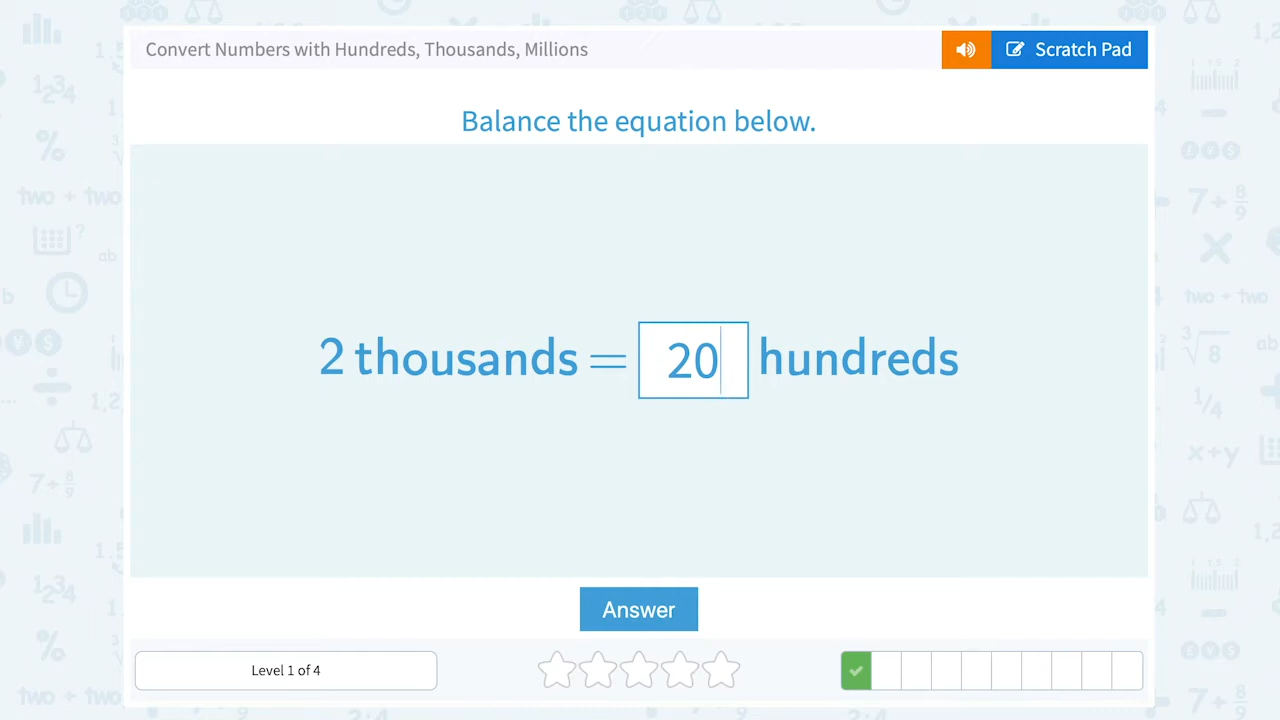 Convert Numbers with Hundreds, Thousands, Millions
Scratch Pad
Balance the equation below.
2 thousands = 20 hundreds
Answer
Level 1 of 4